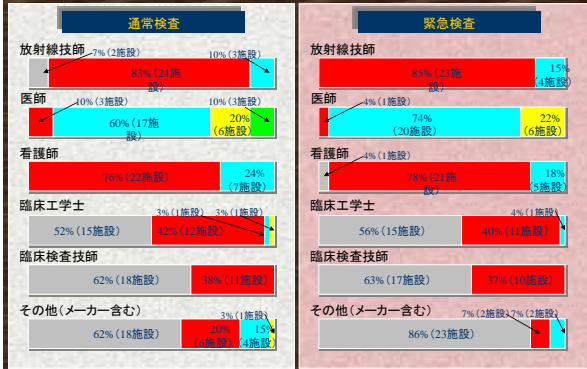 通常検査
放射線技師
7%(2施設)
10%(3施設)
83%(24施
設)
医師
10%(3施設)
10%(3施設)
60%(17施
設)
20%
(6施設)
看護師
76%(22施設)
24%
(7施設)
臨床工学士
3%(1施設)
3%(1施設)
52%(15施設)
42%(12施設)
臨床検査技師
62%(18施設)
38%(11施設)
その他(メーカー含む)
3%(1施設)
62%(18施設)
20%
(6施設)
15%
(4施設)
緊急検査
放射線技師
85%(23施
設)
15%
(4施設)
医師
4%(1施設)
74%
(20施設)
22%
(6施設)
看護師
4%(1施設)
78%(21施
設)
18%
(5施設)
臨床工学士
4%(1施設)
56%(15施設)
40%(11施設)
臨床検査技師
63%(17施設)
37%(10施設)
その他(メーカー含む)
7%(2施設)
7%(2施設)
86%(23施設)